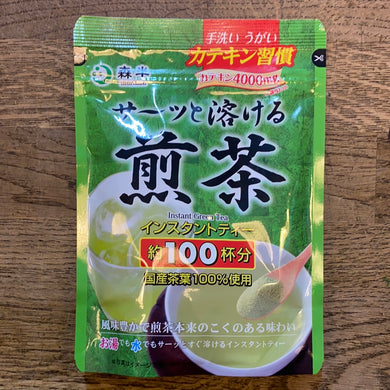 手洗い うがい
カテキン習慣
カテキン4000mg
森半
サーッと溶ける
煎茶
Instant Green Tea
インスタントティー
約100杯分
国産茶葉100%使用
風味豊かで煎茶本来のこくのある味わい
お湯でも水でもサーッとすぐ溶けるインスタントティー